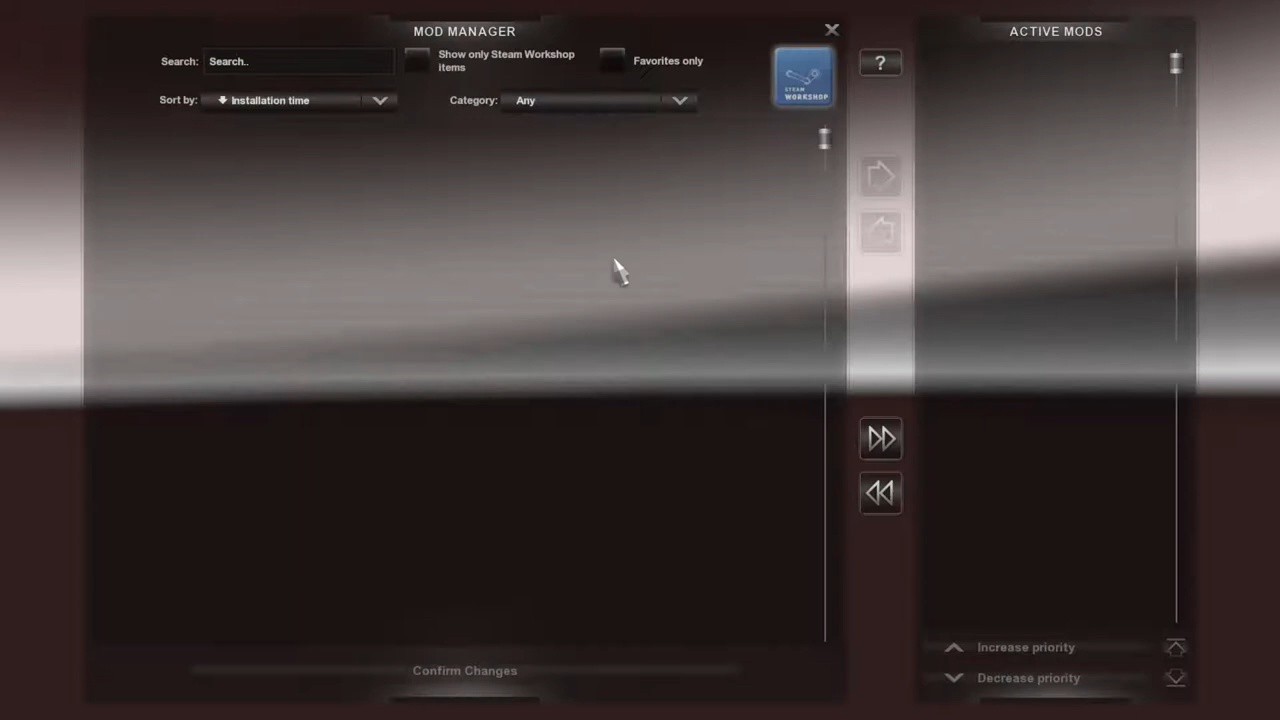 MOD MANAGER
Search: Search..
Show only Steam Workshop
items
Favorites only
STEAM
WORKSHOP
?
Sort by: Installation time
Category: Any
Confirm Changes
ACTIVE MODS
Increase priority
Decrease priority